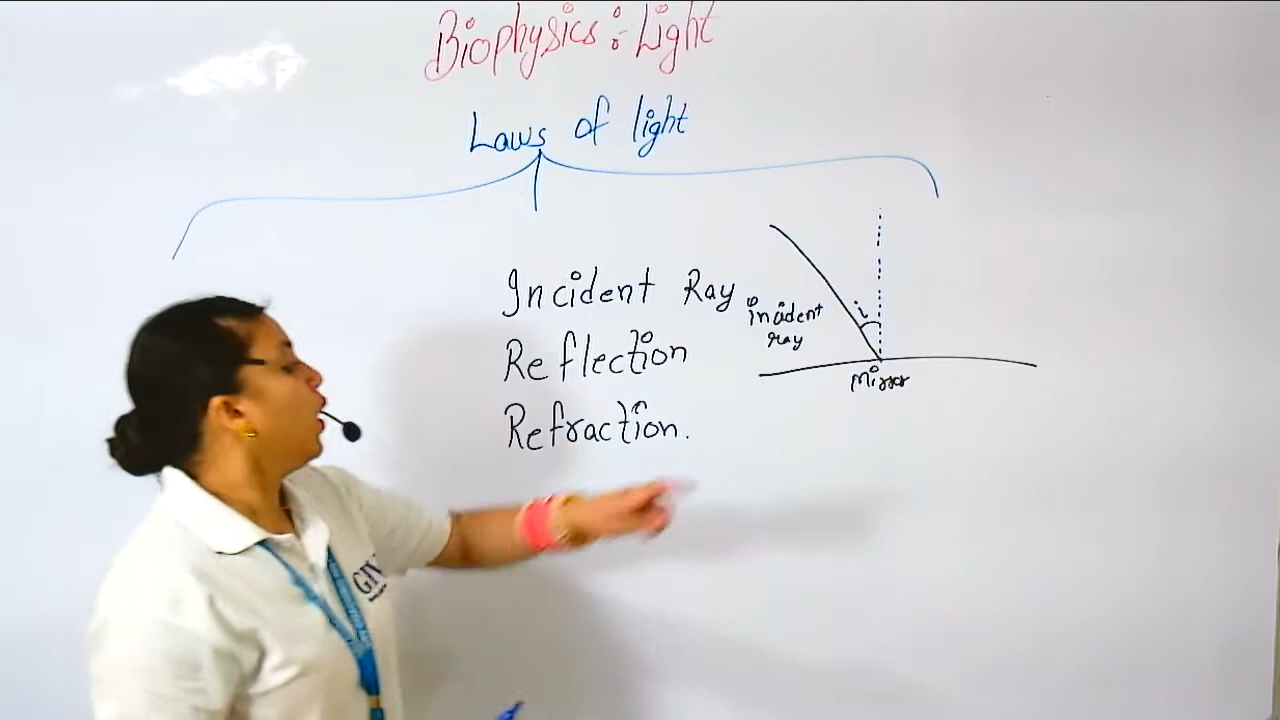 Biophysics : Light
Laws of light
Incident Ray
Reflection
Refraction.
incident
ray
i
Mirror